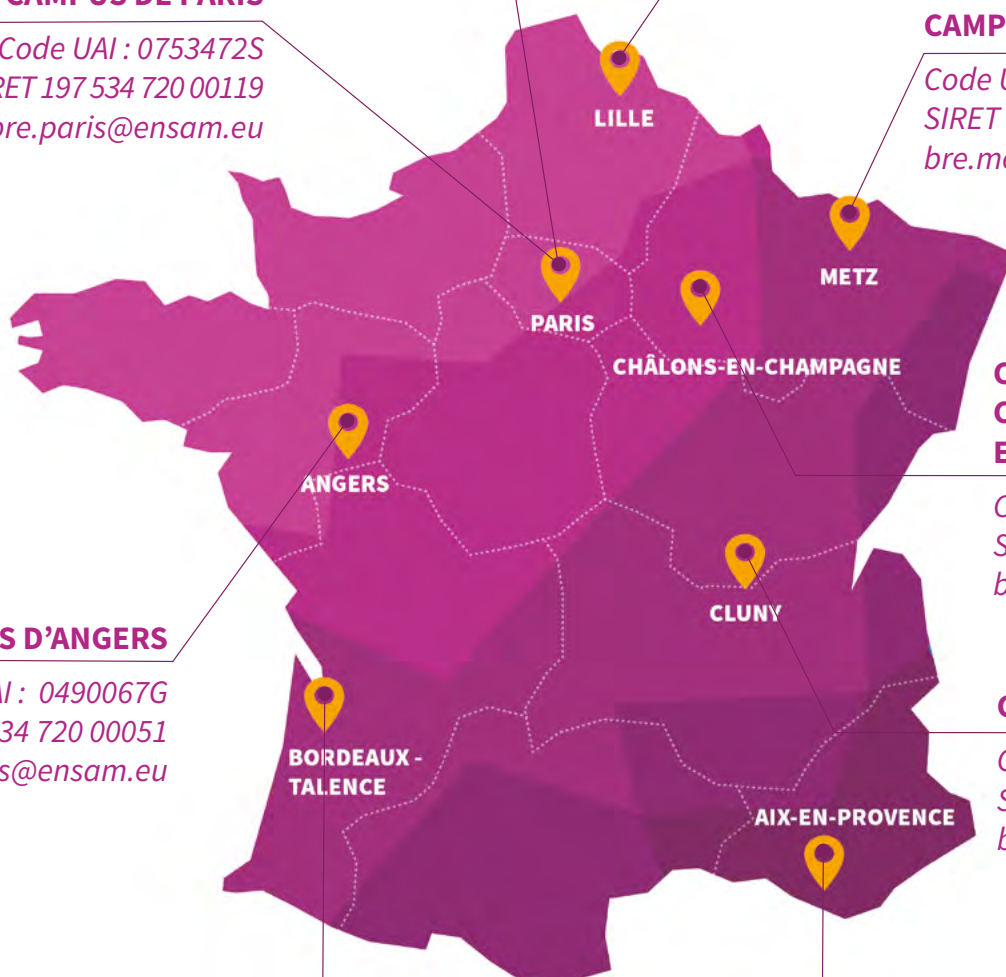 CAMPUS DE PARIS
Code UAI : 0753472S
RET 197 534 720 00119
bre.paris@ensam.eu
CAMP
Code U
SIRET
bre.m
LILLE
METZ
PARIS
CHÂLONS-EN-CHAMPAGNE
ANGERS
CLUNY
S D’ANGERS
AI : 0490067G
34 720 00051
s@ensam.eu
BORDEAUX -
TALENCE
AIX-EN-PROVENCE